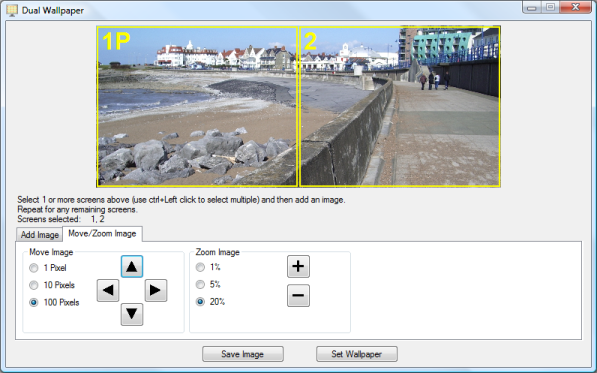 Dual Wallpaper
1P
2
Select 1 or more screens above (use ctrl+Left click to select multiple) and then add an image.
Repeat for any remaining screens.
Screens selected: 1, 2
Add Image Move/Zoom Image
Move Image Zoom Image
1 Pixel 1%
10 Pixels 5%
100 Pixels 20%
Save Image Set Wallpaper